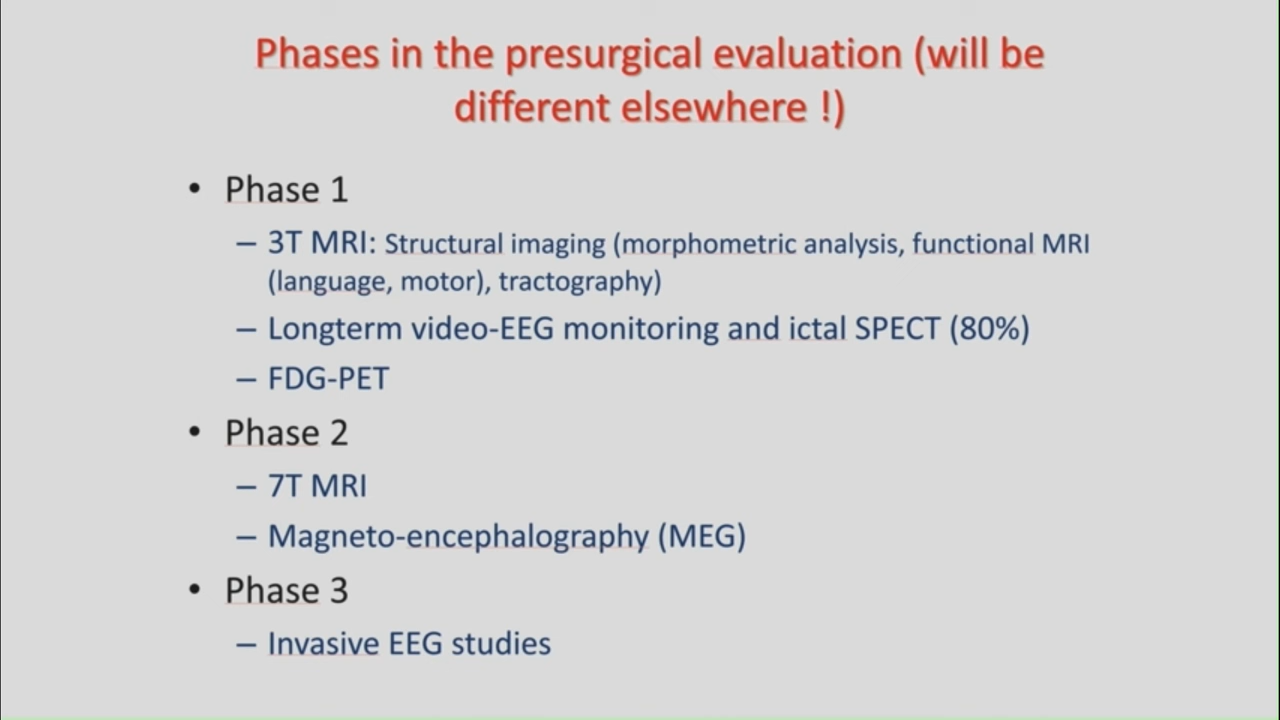 Phases in the presurgical evaluation (will be
different elsewhere !)
• Phase 1
– 3T MRI: Structural imaging (morphometric analysis, functional MRI
(language, motor), tractography)
– Longterm video-EEG monitoring and ictal SPECT (80%)
– FDG-PET
• Phase 2
– 7T MRI
– Magneto-encephalography (MEG)
• Phase 3
– Invasive EEG studies